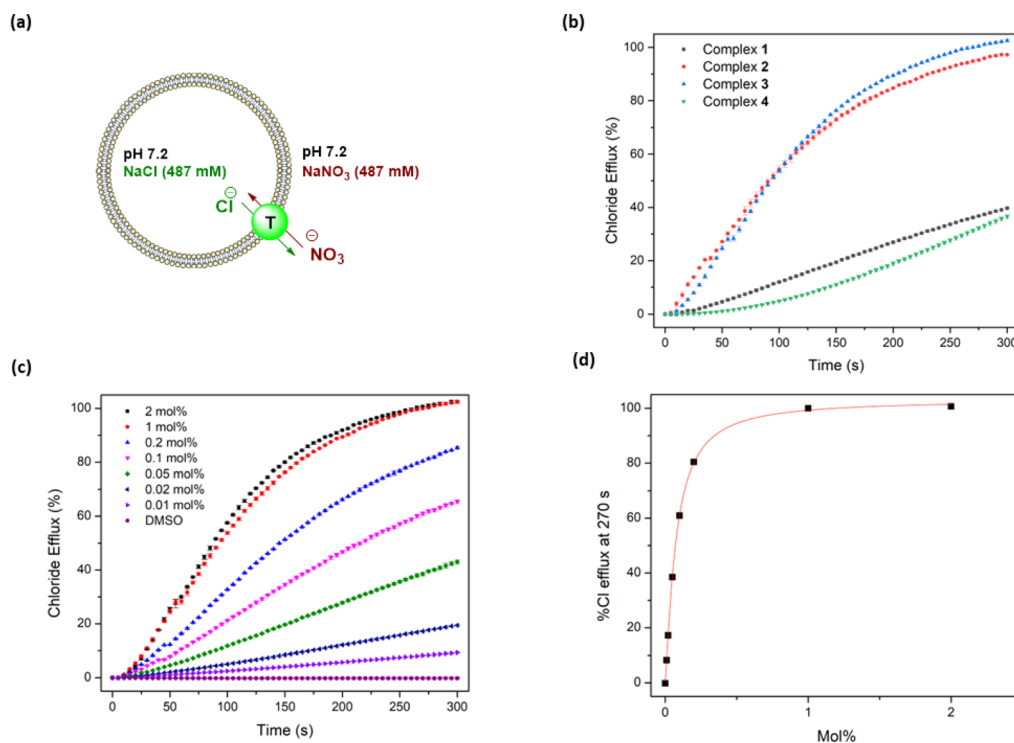 (a)
pH 7.2
NaCl (487 mM)
pH 7.2
NaNO3 (487 mM)
⊖
Cl
T
⊖
NO3
(b)
Chloride Efflux (%)
100
80
60
40
20
0
Complex 1
Complex 2
Complex 3
Complex 4
0 50 100 150 200 250 300
Time (s)
(c)
Chloride Efflux (%)
100
80
60
40
20
0
2 mol%
1 mol%
0.2 mol%
0.1 mol%
0.05 mol%
0.02 mol%
0.01 mol%
DMSO
0 50 100 150 200 250 300
Time (s)
(d)
%Cl efflux at 270 s
100
80
60
40
20
0
0 1 2
Mol%